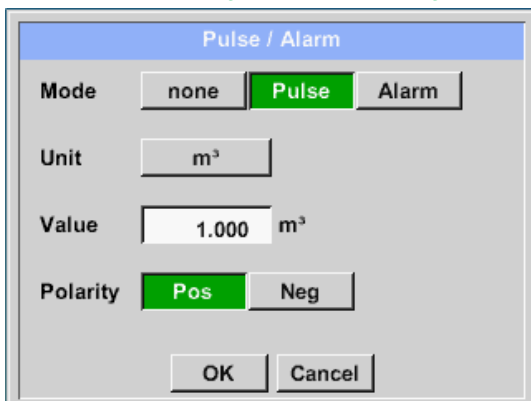 Pulse / Alarm
Mode none Pulse Alarm
Unit m³
Value 1.000 m³
Polarity Pos Neg
OK Cancel